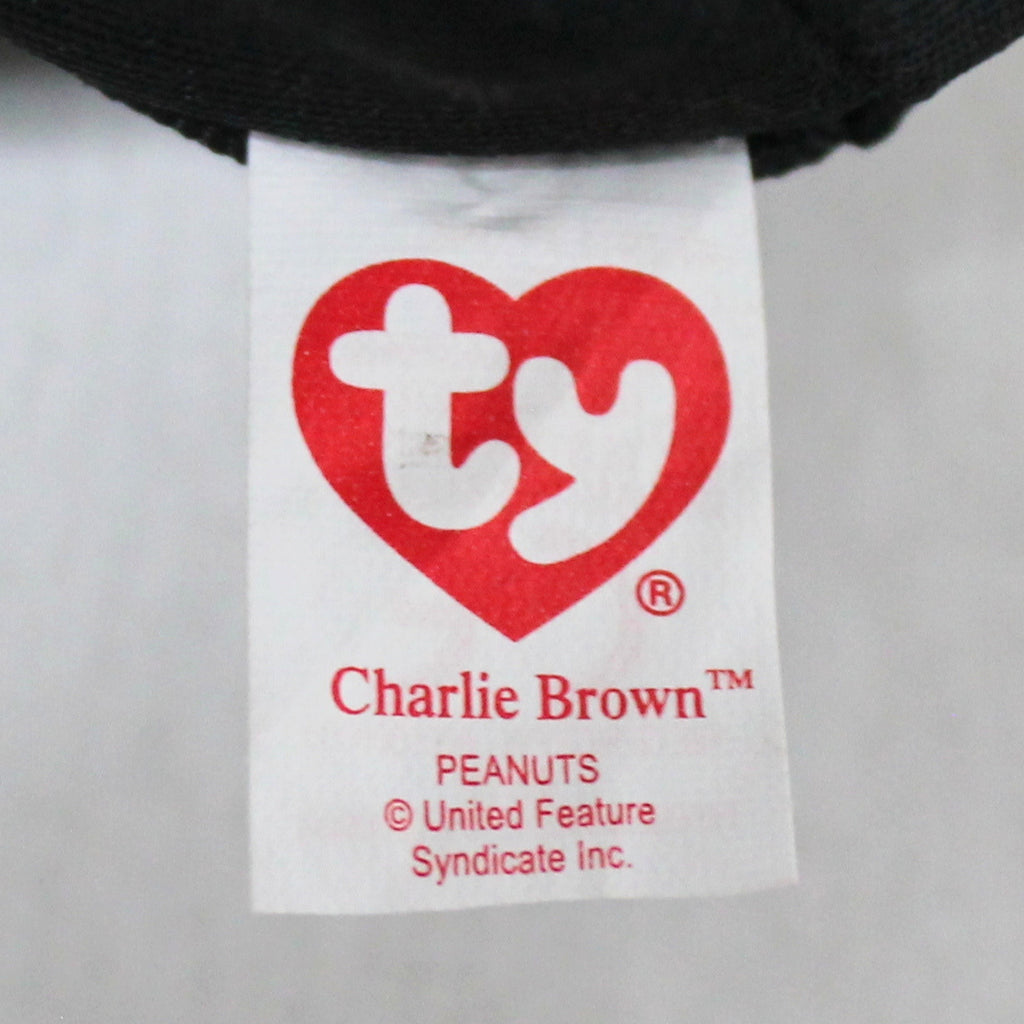 ty
®
Charlie Brown™
PEANUTS
© United Feature
Syndicate Inc.